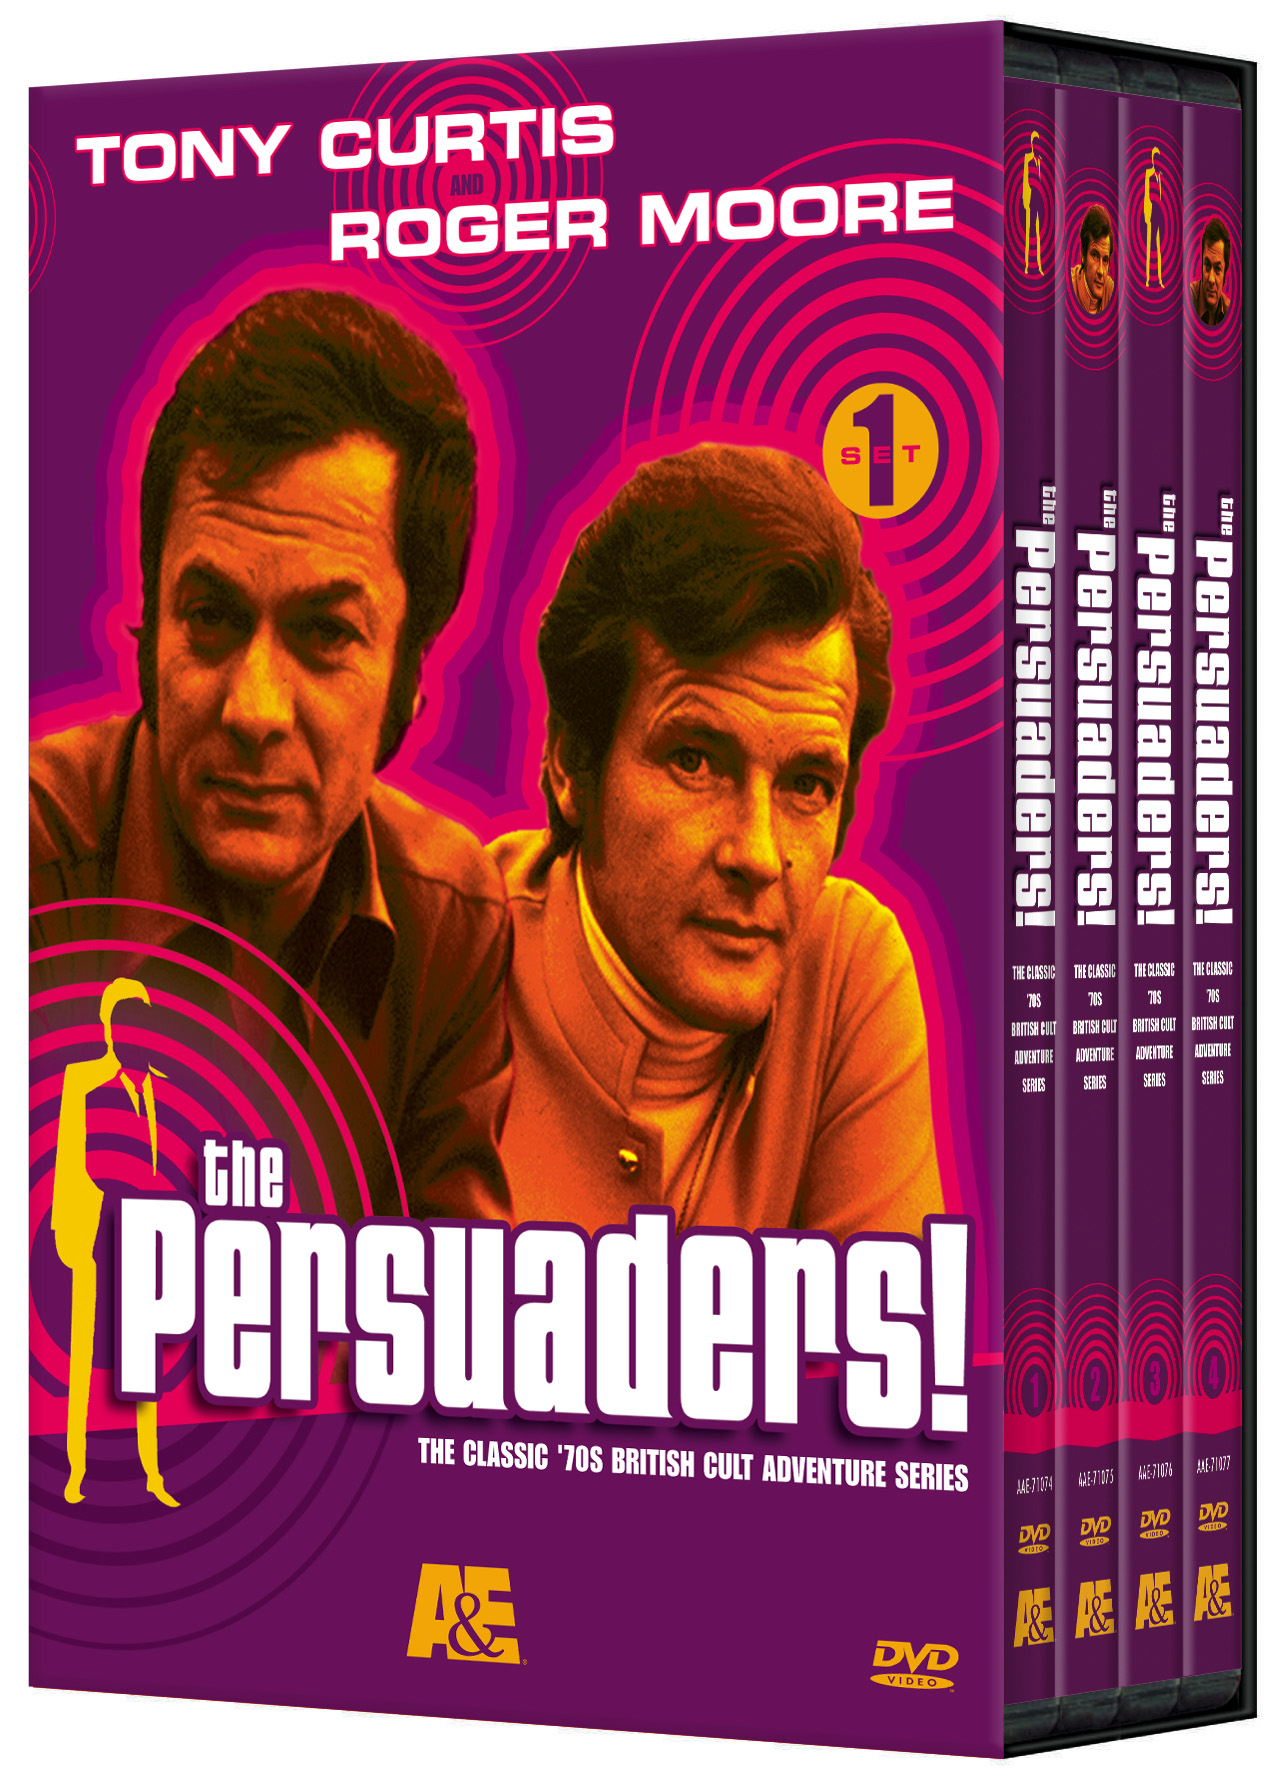 TONY CURTIS
AND
ROGER MOORE
1
SET
the
Persuaders!
THE CLASSIC '70S BRITISH CULT ADVENTURE SERIES
A&E
DVD
VIDEO
the Persuaders!
THE CLASSIC
'70S
BRITISH CULT
ADVENTURE
SERIES
1
AAE-71074
DVD
VIDEO
A&E
the Persuaders!
THE CLASSIC
'70S
BRITISH CULT
ADVENTURE
SERIES
2
AAE-71075
DVD
VIDEO
A&E
the Persuaders!
THE CLASSIC
'70S
BRITISH CULT
ADVENTURE
SERIES
3
AAE-71076
DVD
VIDEO
A&E
the Persuaders!
THE CLASSIC
'70S
BRITISH CULT
ADVENTURE
SERIES
4
AAE-71077
DVD
VIDEO
A&E